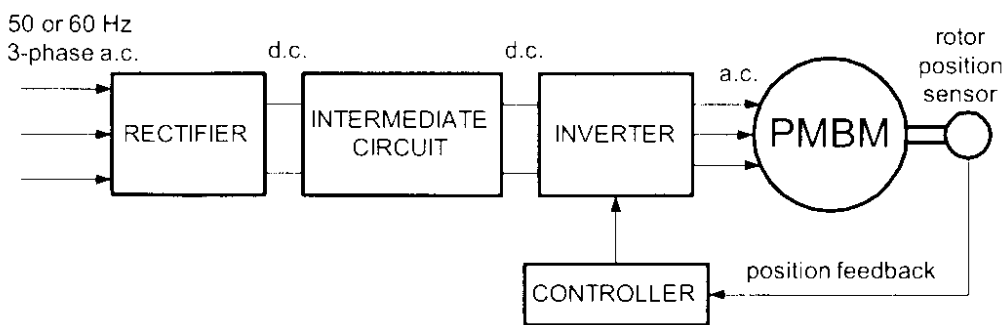 50 or 60 Hz
3-phase a.c.
d.c.
d.c.
a.c.
rotor
position
sensor
RECTIFIER
INTERMEDIATE
CIRCUIT
INVERTER
PMBM
position feedback
CONTROLLER